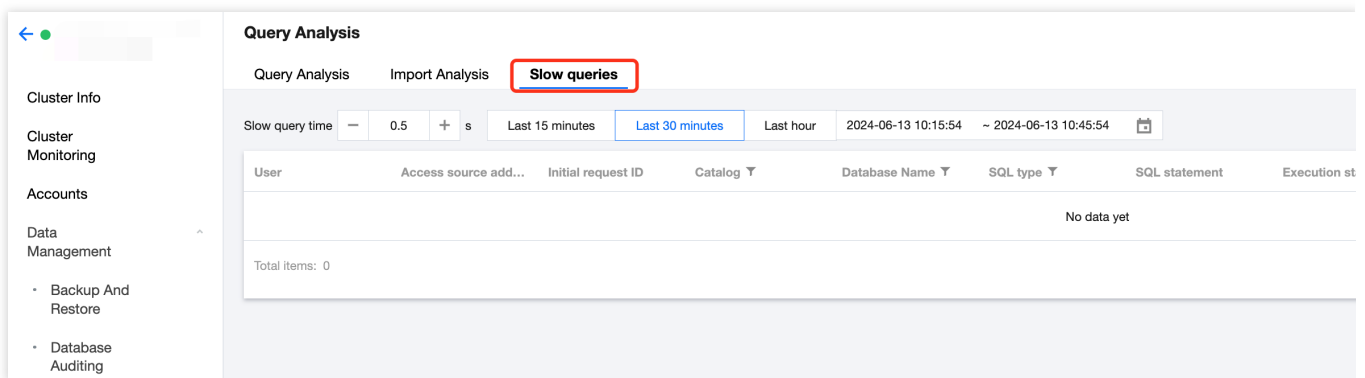 Query Analysis
Query Analysis Import Analysis Slow queries
Cluster Info
Cluster
Monitoring
Accounts
Data
Management
Backup And
Restore
Database
Auditing
Slow query time − 0.5 + s Last 15 minutes Last 30 minutes Last hour 2024-06-13 10:15:54 ~ 2024-06-13 10:45:54
User Access source add... Initial request ID Catalog Database Name SQL type SQL statement Execution st
No data yet
Total items: 0